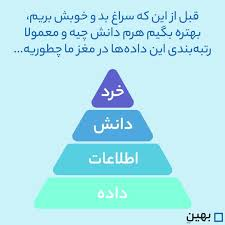 قبل از این که سراغ بد و خوبش بریم،
بهتره بگیم هرم دانش چیه و معمولا
رتبه‌بندی این داده‌ها در مغز ما چطوریه...
خرد
دانش
اطلاعات
داده
بهین